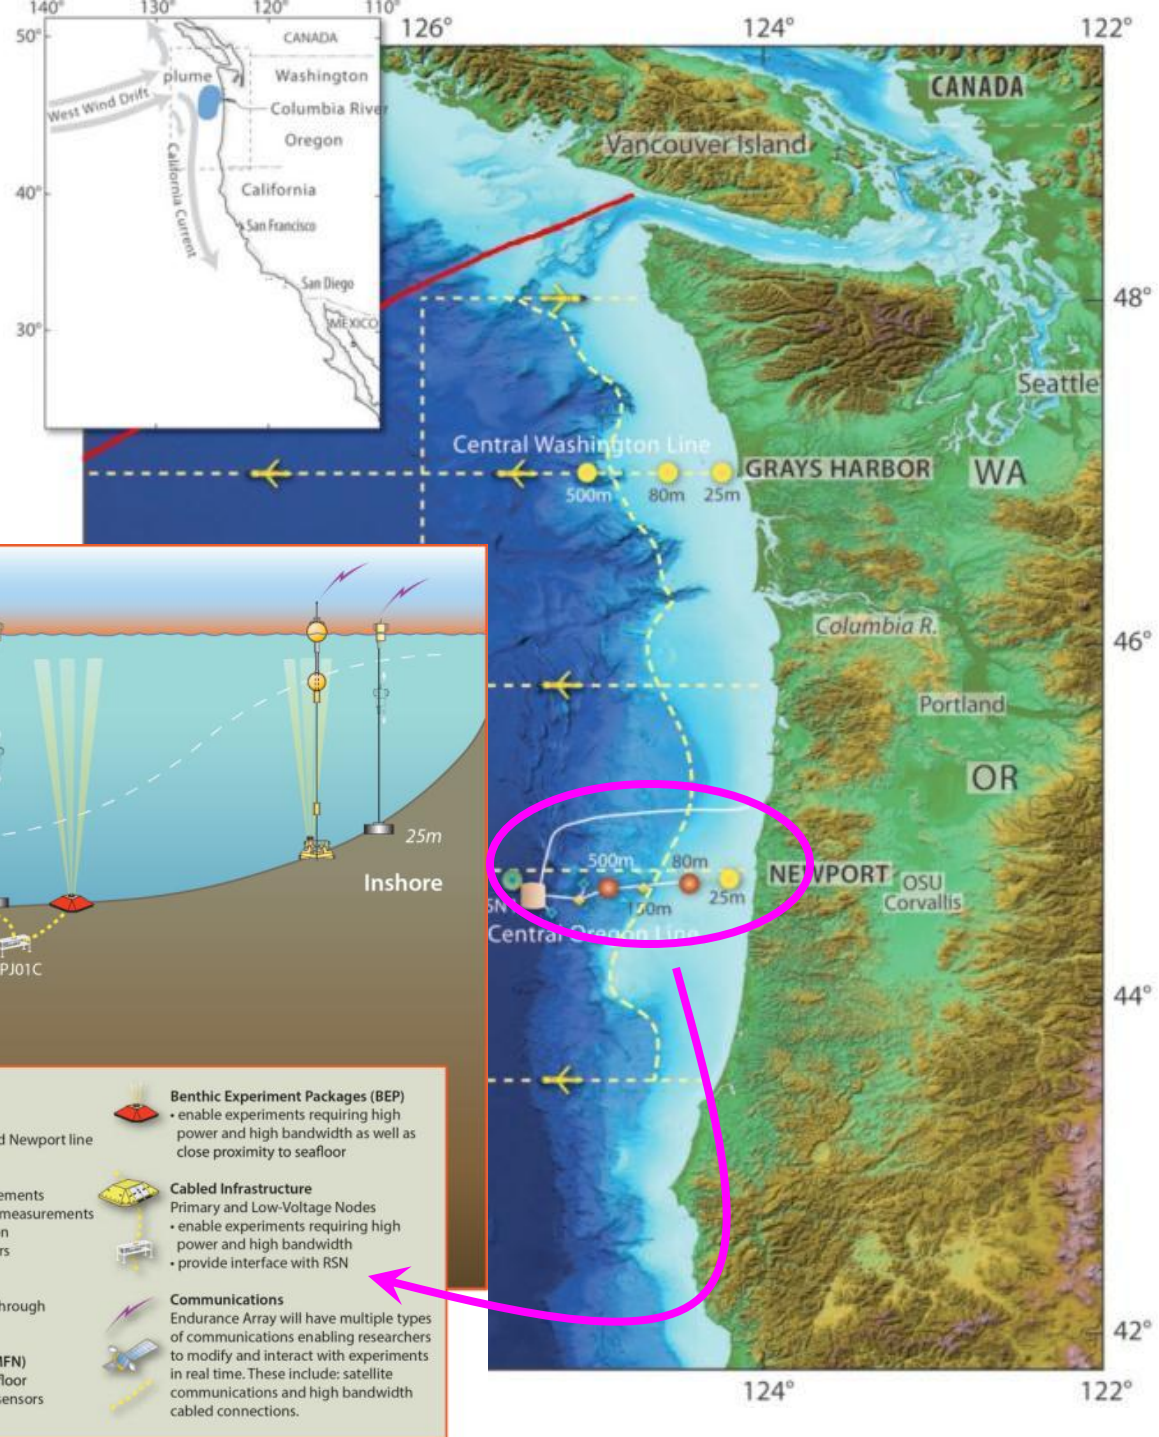 140°
130°
120°
110°
50°
40°
30°
CANADA
plume
Washington
West Wind Drift
Columbia River
Oregon
California Current
California
San Francisco
San Diego
MEXICO
126°
124°
122°
CANADA
Vancouver Island
48°
Seattle
Central Washington Line
GRAYS HARBOR
WA
500m
80m
25m
Columbia R.
46°
Portland
OR
500m
80m
NEWPORT
OSU
Corvallis
25m
150m
SN
Central Oregon Line
44°
42°
124°
122°
25m
Inshore
PJ01C
d Newport line
ements
measurements
n
rs
hrough
MFN)
floor
sensors
Benthic Experiment Packages (BEP)
• enable experiments requiring high
power and high bandwidth as well as
close proximity to seafloor
Cabled Infrastructure
Primary and Low-Voltage Nodes
• enable experiments requiring high
power and high bandwidth
• provide interface with RSN
Communications
Endurance Array will have multiple types
of communications enabling researchers
to modify and interact with experiments
in real time. These include: satellite
communications and high bandwidth
cabled connections.